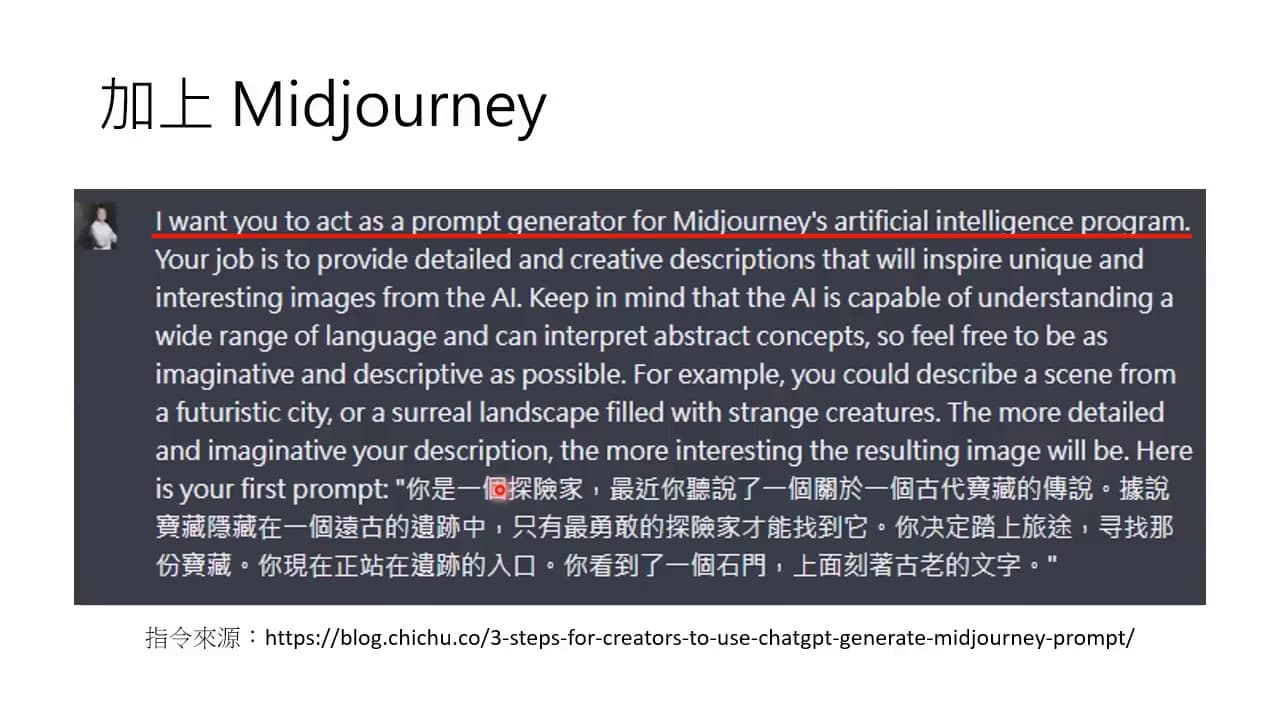 加上 Midjourney
I want you to act as a prompt generator for Midjourney's artificial intelligence program.
Your job is to provide detailed and creative descriptions that will inspire unique and
interesting images from the AI. Keep in mind that the AI is capable of understanding a
wide range of language and can interpret abstract concepts, so feel free to be as
imaginative and descriptive as possible. For example, you could describe a scene from
a futuristic city, or a surreal landscape filled with strange creatures. The more detailed
and imaginative your description, the more interesting the resulting image will be. Here
is your first prompt: "你是一個探險家，最近你聽說了一個關於一個古代寶藏的傳說。據說
寶藏隱藏在一個遠古的遺跡中，只有最勇敢的探險家才能找到它。你決定踏上旅途，寻找那
份寶藏。你現在正站在遺跡的入口。你看到了一個石門，上面刻著古老的文字。"
指令來源：https://blog.chichu.co/3-steps-for-creators-to-use-chatgpt-generate-midjourney-prompt/